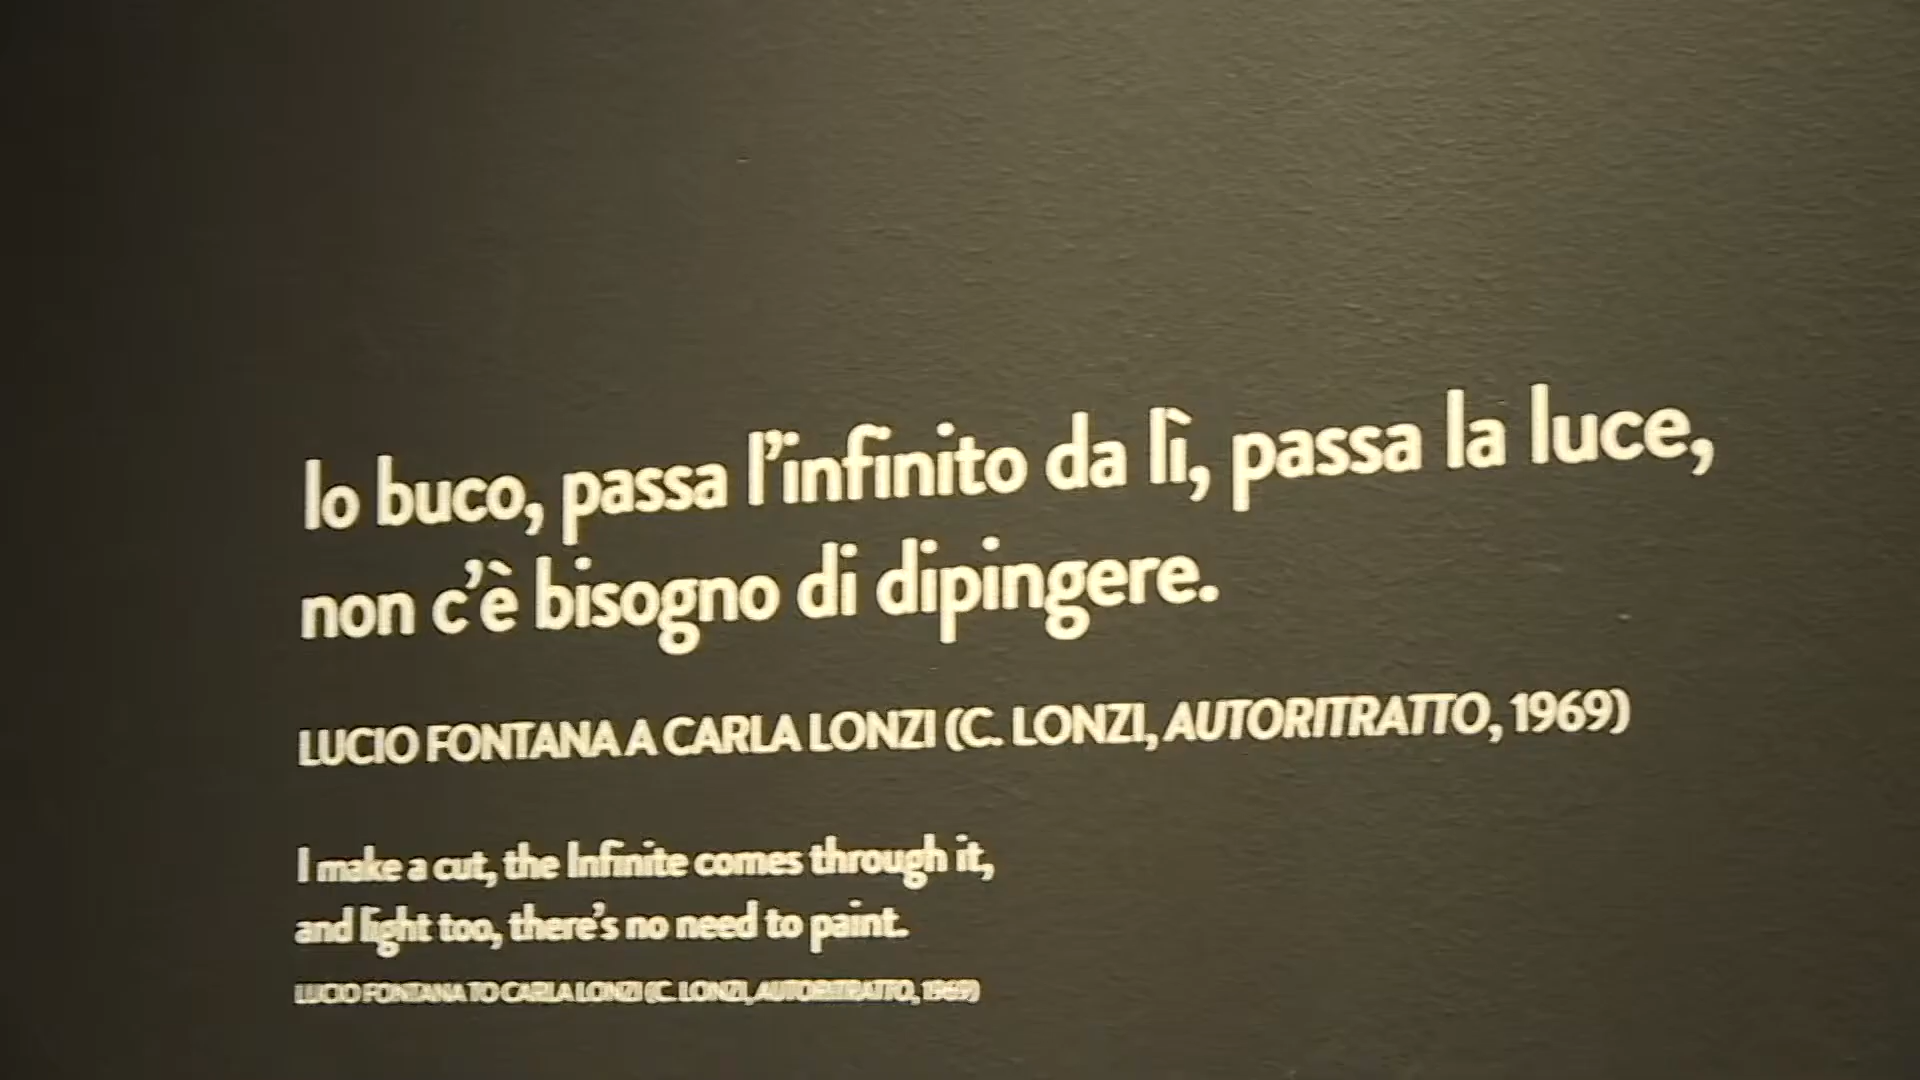 Io buco, passa l'infinito da lì, passa la luce,
non c'è bisogno di dipingere.
LUCIO FONTANA A CARLA LONZI (C. LONZI, AUTORITRATTO, 1969)
I make a cut, the Infinite comes through it,
and light too, there's no need to paint.
LUCIO FONTANA TO CARLA LONZI (C. LONZI, AUTORITRATTO, 1969)